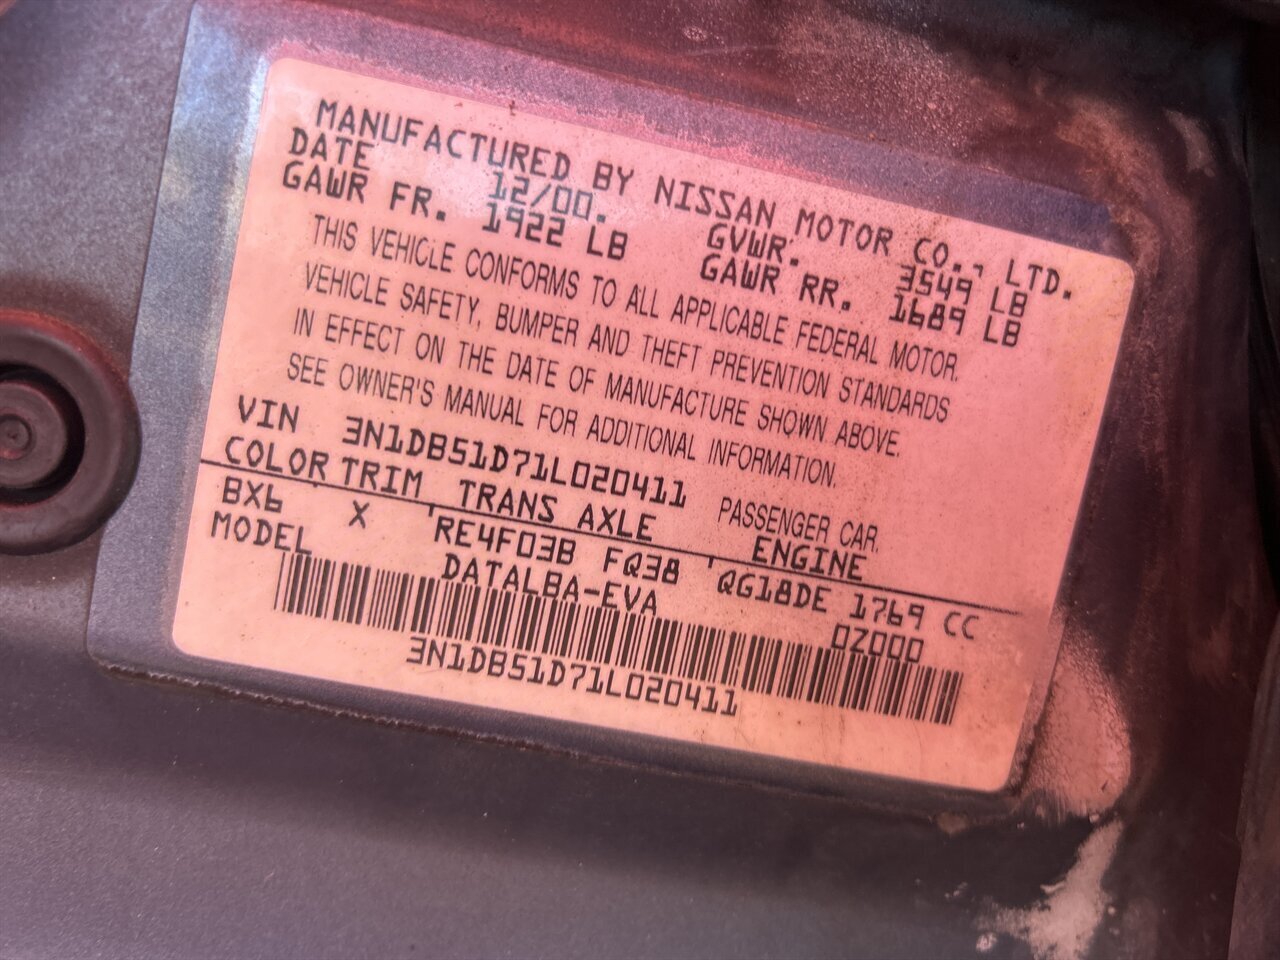 MANUFACTURED BY NISSAN MOTOR CO., LTD.
DATE 12/00. GVWR: 3549 LB
GAWR FR. 1922 LB GAWR RR. 1689 LB
THIS VEHICLE CONFORMS TO ALL APPLICABLE FEDERAL MOTOR.
VEHICLE SAFETY, BUMPER AND THEFT PREVENTION STANDARDS
IN EFFECT ON THE DATE OF MANUFACTURE SHOWN ABOVE.
SEE OWNER'S MANUAL FOR ADDITIONAL INFORMATION.
VIN 3N1DB51D71L020411 PASSENGER CAR.
COLOR TRIM TRANS AXLE ENGINE
BX6 X RE4F03B FQ38 QG18DE 1769 CC
MODEL DATALBA-EVA 0Z000
3N1DB51D71L020411